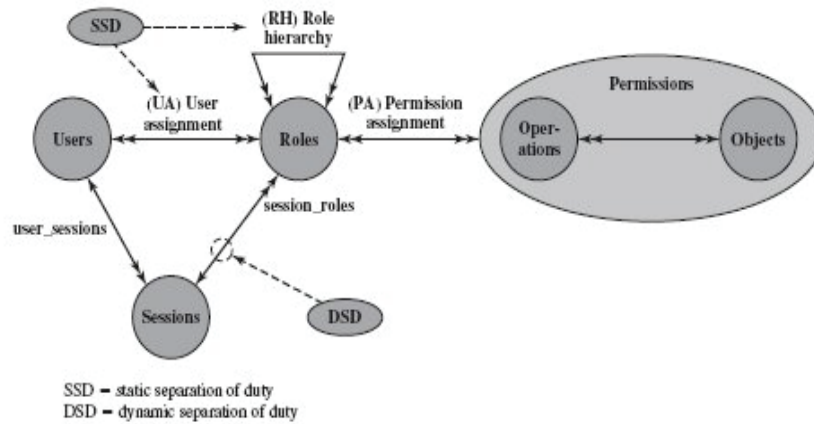 SSD
(RH) Role
hierarchy
(UA) User
assignment
(PA) Permission
assignment
Permissions
Users
Roles
Oper-
ations
Objects
session_roles
user_sessions
Sessions
DSD
SSD = static separation of duty
DSD = dynamic separation of duty